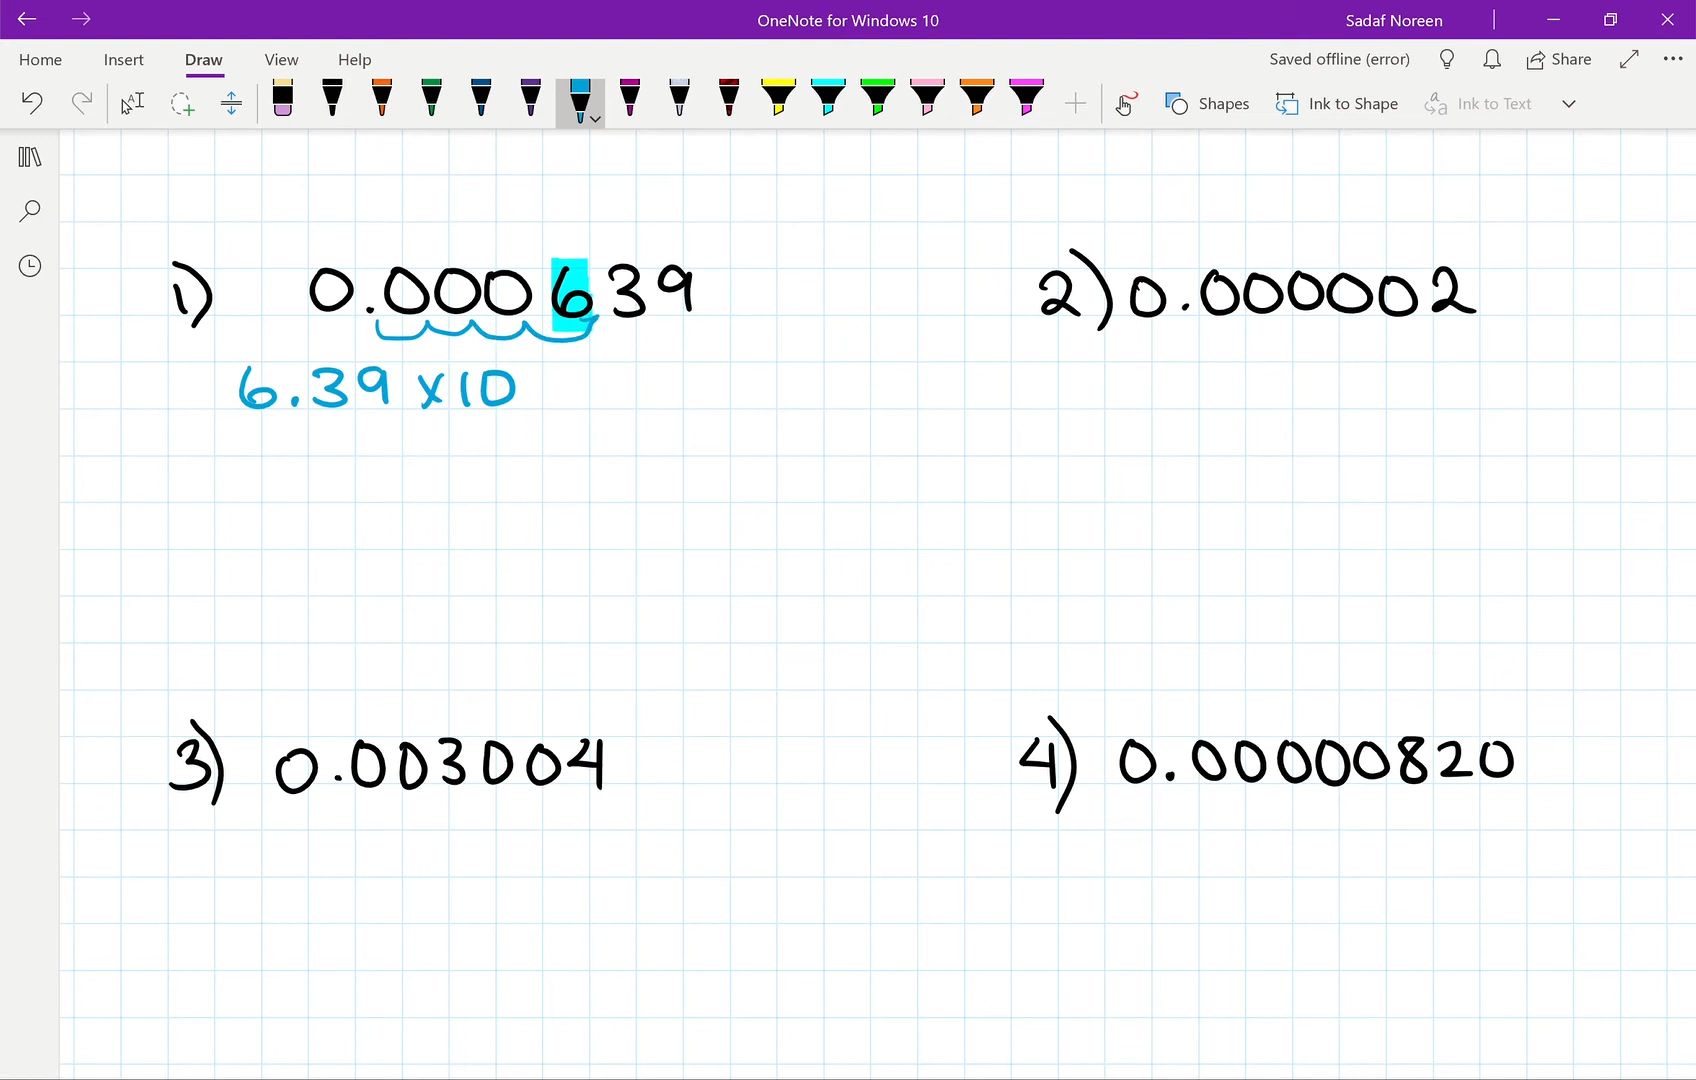 OneNote for Windows 10
Sadaf Noreen
Home Insert Draw View Help
Saved offline (error) Share
Shapes Ink to Shape Ink to Text
1) 0.000639
6.39 x10
2) 0.000002
3) 0.003004
4) 0.00000820